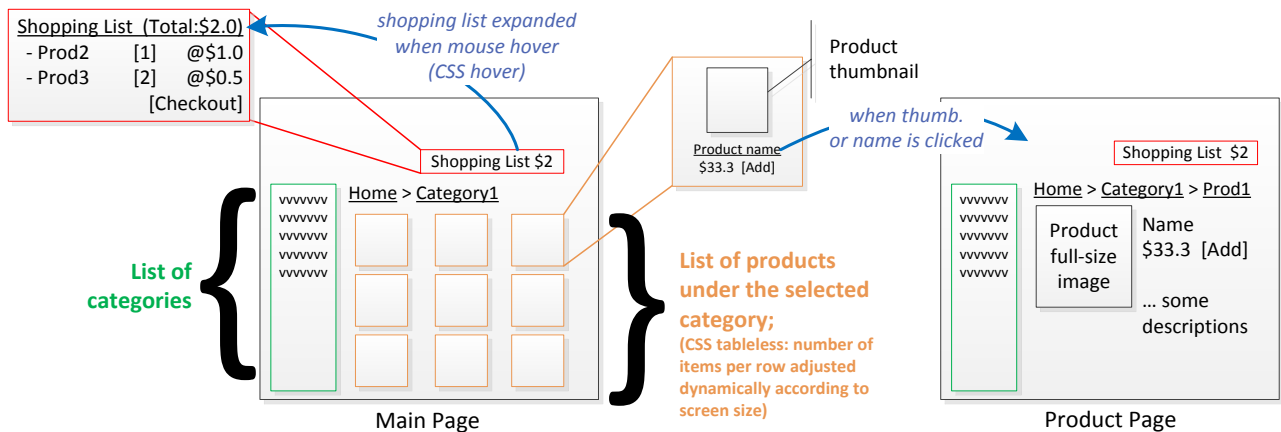 Shopping List (Total:$2.0)
- Prod2 [1] @$1.0
- Prod3 [2] @$0.5
[Checkout]
shopping list expanded
when mouse hover
(CSS hover)
Product
thumbnail
Product name
$33.3 [Add]
when thumb.
or name is clicked
Shopping List $2
Home > Category1
vvvvvvv
vvvvvvv
vvvvvvv
vvvvvvv
vvvvvvv
List of
categories
List of products
under the selected
category;
(CSS tableless: number of
items per row adjusted
dynamically according to
screen size)
Main Page
Shopping List $2
Home > Category1 > Prod1
vvvvvvv
vvvvvvv
vvvvvvv
vvvvvvv
vvvvvvv
Product
full-size
image
Name
$33.3 [Add]
... some
descriptions
Product Page